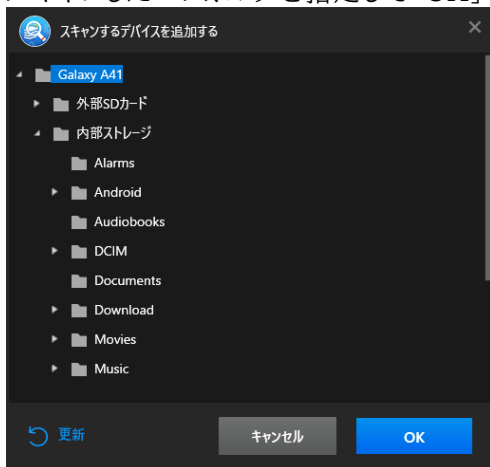 スキャンするデバイスを追加する
Galaxy A41
外部SDカード
内部ストレージ
Alarms
Android
Audiobooks
DCIM
Documents
Download
Movies
Music
更新
キャンセル
OK